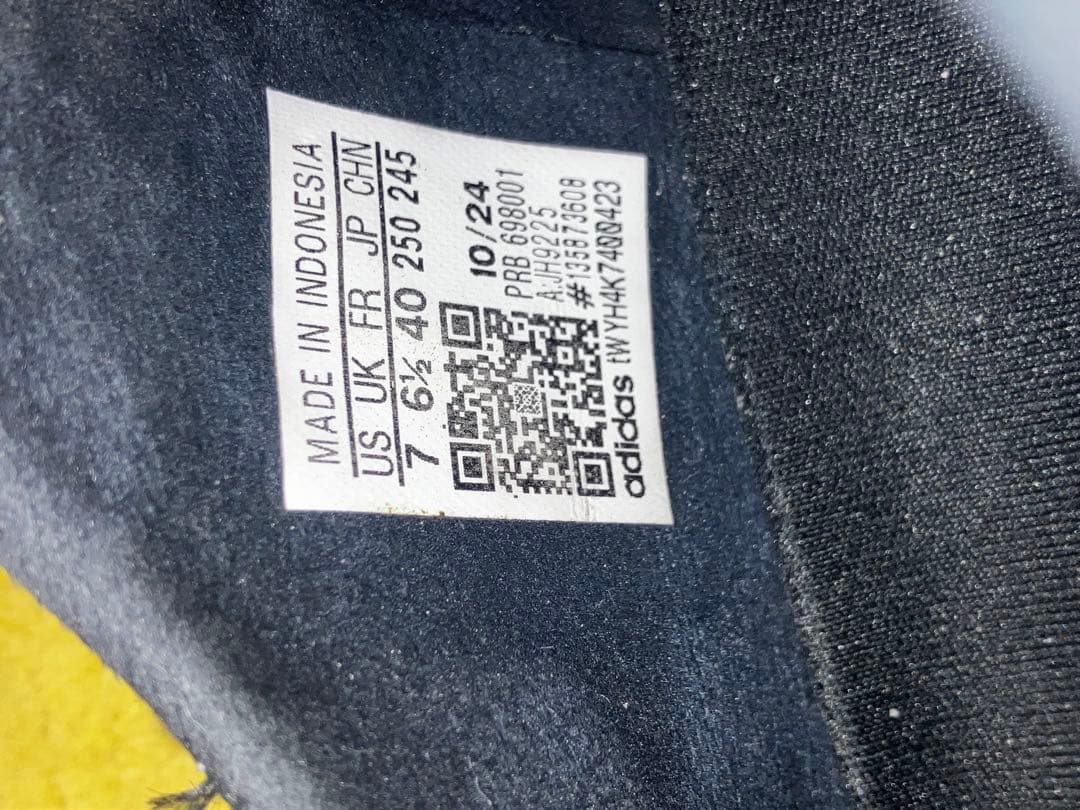 MADE IN INDONESIA
US UK FR JP CHN
7 6½ 40 250 245
10/24
PRB 698001
AJH9225
#135873608
adidas tWYH4K7400423